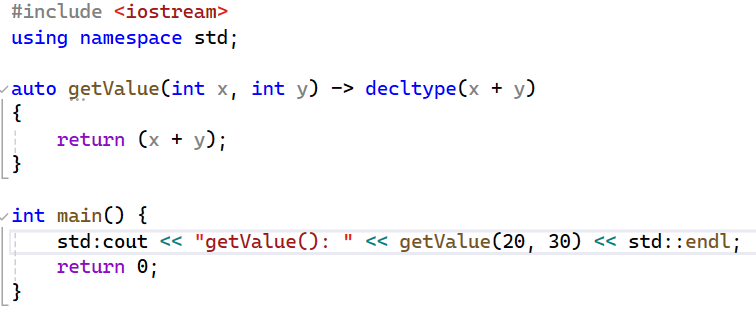 #include <iostream>
using namespace std;
auto getValue(int x, int y) -> decltype(x + y)
{
    return (x + y);
}
int main() {
    std:cout << "getValue(): " << getValue(20, 30) << std::endl;
    return 0;
}